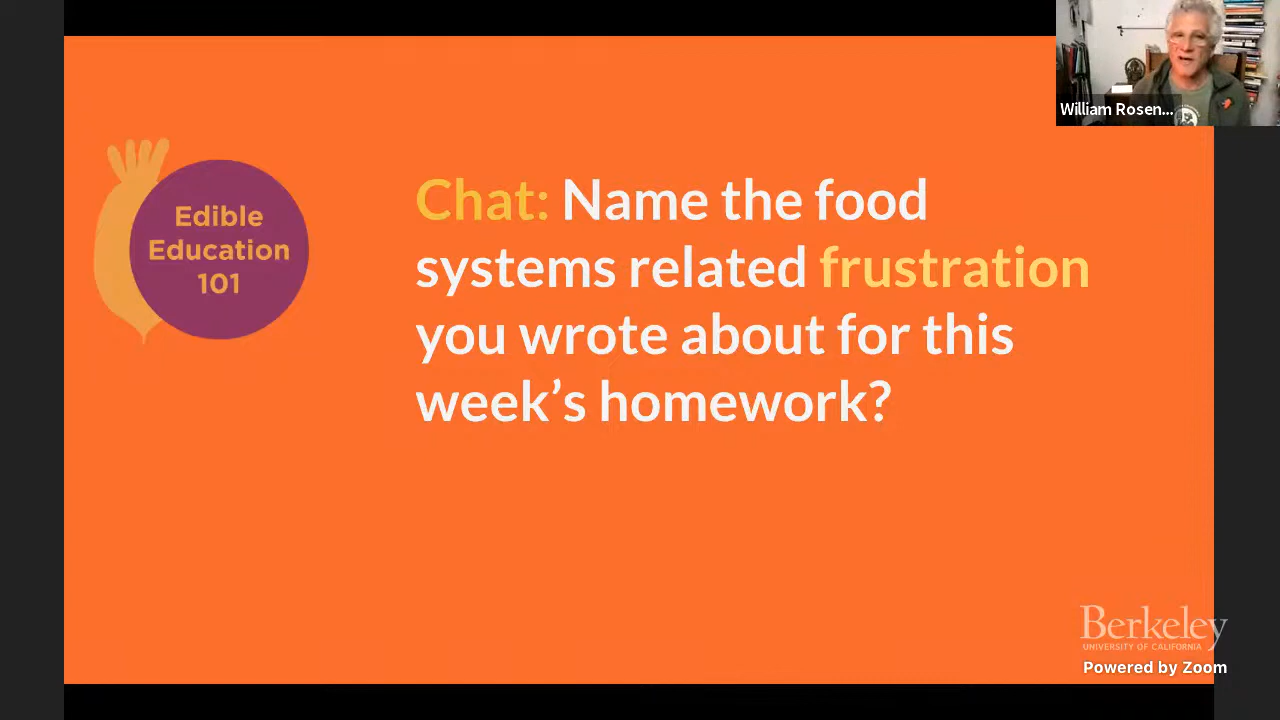 William Rosen...
Edible
Education
101
Chat: Name the food
systems related frustration
you wrote about for this
week’s homework?
Berkeley
UNIVERSITY OF CALIFORNIA
Powered by Zoom